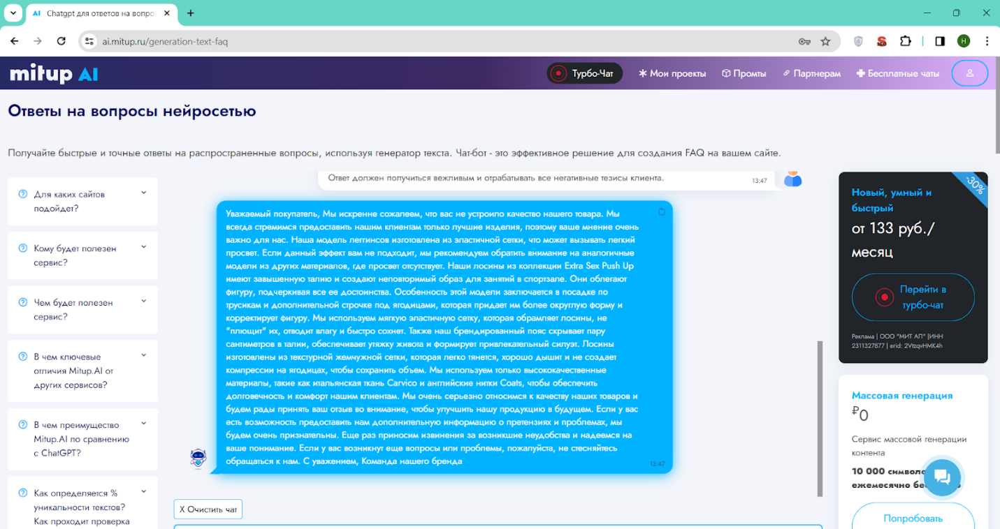 Chatgpt для ответов на вопро
ai.mitup.ru/generation-text-faq
H
mitup AI
Турбо-Чат
Мои проекты
Промты
Партнерам
Бесплатные чаты
Ответы на вопросы нейросетью
Получайте быстрые и точные ответы на распространенные вопросы, используя генератор текста. Чат-бот - это эффективное решение для создания FAQ на вашем сайте.
Для каких сайтов
подойдет?
Кому будет полезен
сервис?
Чем будет полезен
сервис?
В чем ключевые
отличия Mitup.AI от
других сервисов?
В чем преимущество
Mitup.AI по сравнению
с ChatGPT?
Как определяется %
уникальности текстов?
Как проходит проверка
Ответ должен получиться вежливым и отрабатывать все негативные тезисы клиента.
13:47
Уважаемый покупатель, Мы искренне сожалеем, что вас не устроило качество нашего товара. Мы
всегда стремимся предоставить нашим клиентам только лучшие изделия, поэтому ваше мнение очень
важно для нас. Наша модель леггинсов изготовлена из эластичной сетки, что может вызывать легкий
просвет. Если данный эффект вам не подходит, мы рекомендуем обратить внимание на аналогичные
модели из других материалов, где просвет отсутствует. Наши лосины из коллекции Extra Sex Push Up
имеют завышенную талию и создают неповторимый образ для занятий в спортзале. Они облегают
фигуру, подчеркивая все ее достоинства. Особенность этой модели заключается в посадке по
трусикам и дополнительной строчке под ягодицами, которая придает им более округлую форму и
корректирует фигуру. Мы используем мягкую эластичную сетку, которая обрамляет лосины, не
"плющит" их, отводит влагу и быстро сохнет. Также наш брендированный пояс скрывает пару
сантиметров в талии, обеспечивает утяжку живота и формирует привлекательный силуэт. Лосины
изготовлены из текстурной жемчужной сетки, которая легко тянется, хорошо дышит и не создает
компрессии на ягодицах, чтобы сохранить объем. Мы используем только высококачественные
материалы, такие как итальянская ткань Carvico и английские нитки Coats, чтобы обеспечить
долговечность и комфорт нашим клиентам. Мы очень серьезно относимся к качеству наших товаров и
будем рады принять ваш отзыв во внимание, чтобы улучшить нашу продукцию в будущем. Если у вас
есть возможность предоставить нам дополнительную информацию о претензиях и проблемах, мы
будем очень признательны. Еще раз приносим извинения за возникшие неудобства и надеемся на
ваше понимание. Если у вас возникнут еще вопросы или проблемы, пожалуйста, не стесняйтесь
обращаться к нам. С уважением, Команда нашего бренда
13:47
X Очистить чат
-30%
Новый, умный и
быстрый
от 133 руб./
месяц
Перейти в
турбо-чат
Реклама | ООО "МИТ АП" |ИНН
2311327877 | erid: 2VtzqvHMK4h
Массовая генерация
₽0
Сервис массовой генерации
контента
10 000 символо
ежемесячно бе
Попробовать